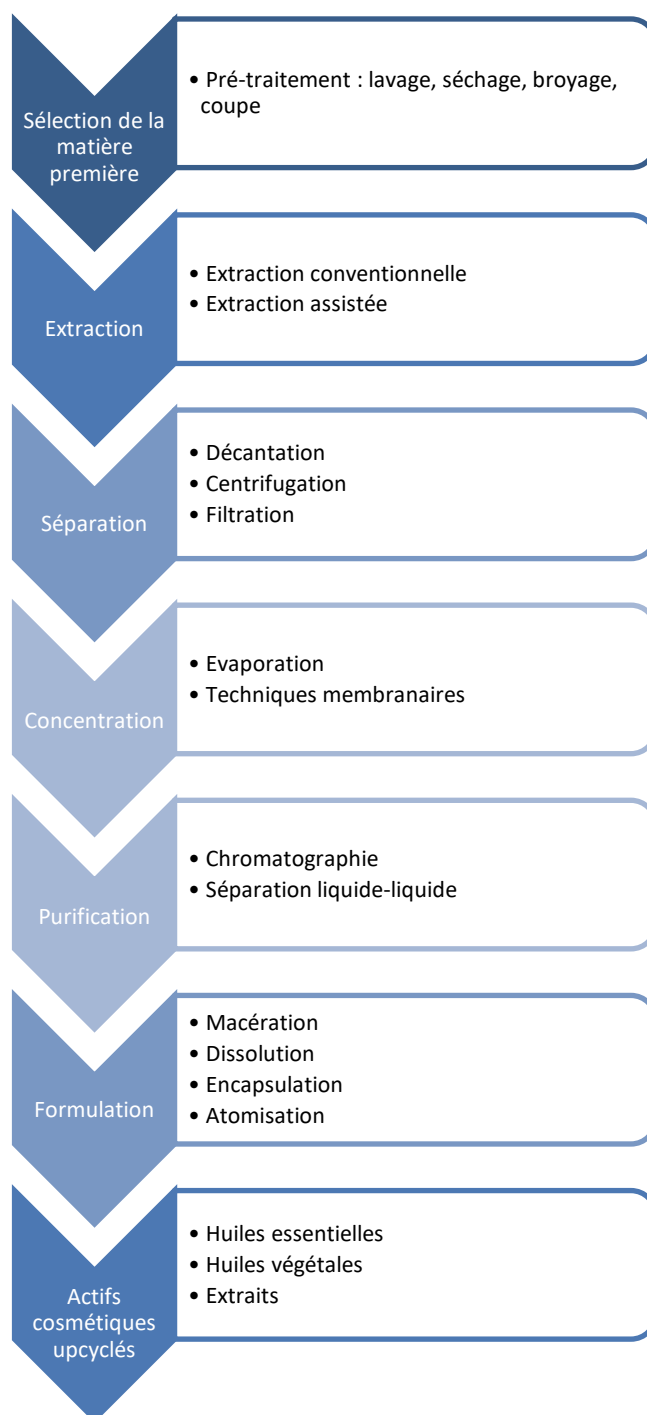 Sélection de la
matière
première
• Pré-traitement : lavage, séchage, broyage,
coupe
Extraction
• Extraction conventionnelle
• Extraction assistée
Séparation
• Décantation
• Centrifugation
• Filtration
Concentration
• Evaporation
• Techniques membranaires
Purification
• Chromatographie
• Séparation liquide-liquide
Formulation
• Macération
• Dissolution
• Encapsulation
• Atomisation
Actifs
cosmétiques
upcyclés
• Huiles essentielles
• Huiles végétales
• Extraits